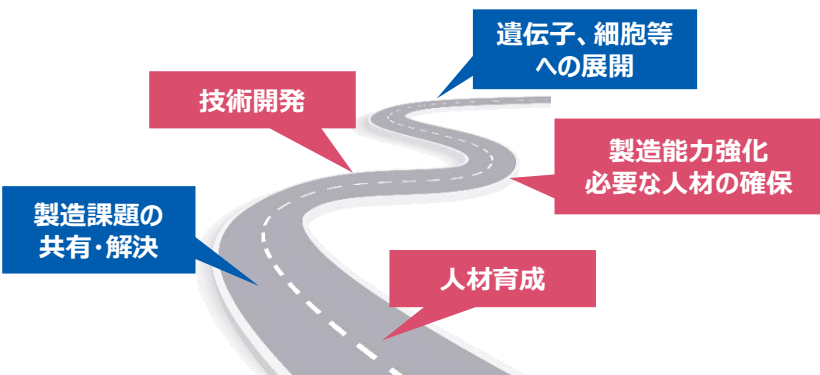 遺伝子、細胞等
への展開
技術開発
製造能力強化
必要な人材の確保
製造課題の
共有・解決
人材育成